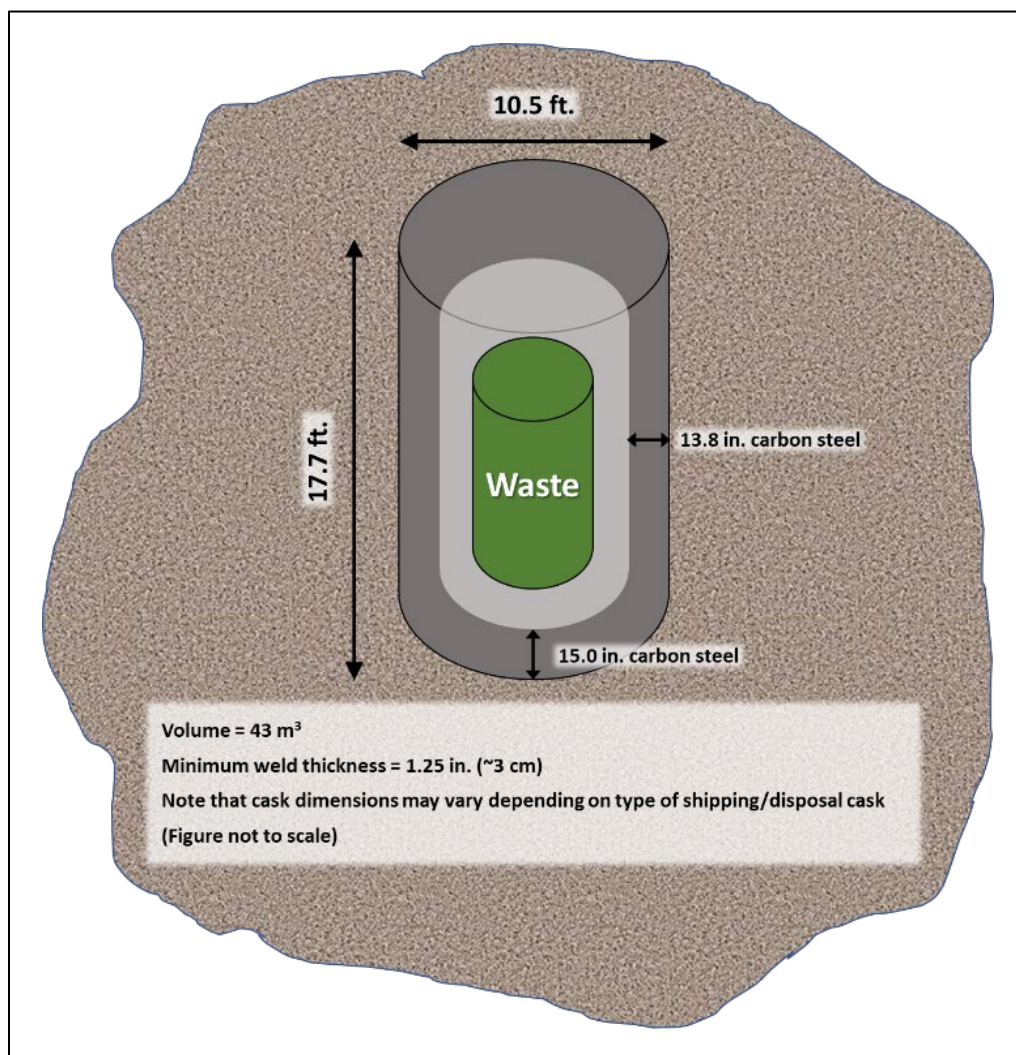 10.5 ft.
17.7 ft.
13.8 in. carbon steel
Waste
15.0 in. carbon steel
Volume = 43 m³
Minimum weld thickness = 1.25 in. (~3 cm)
Note that cask dimensions may vary depending on type of shipping/disposal cask
(Figure not to scale)